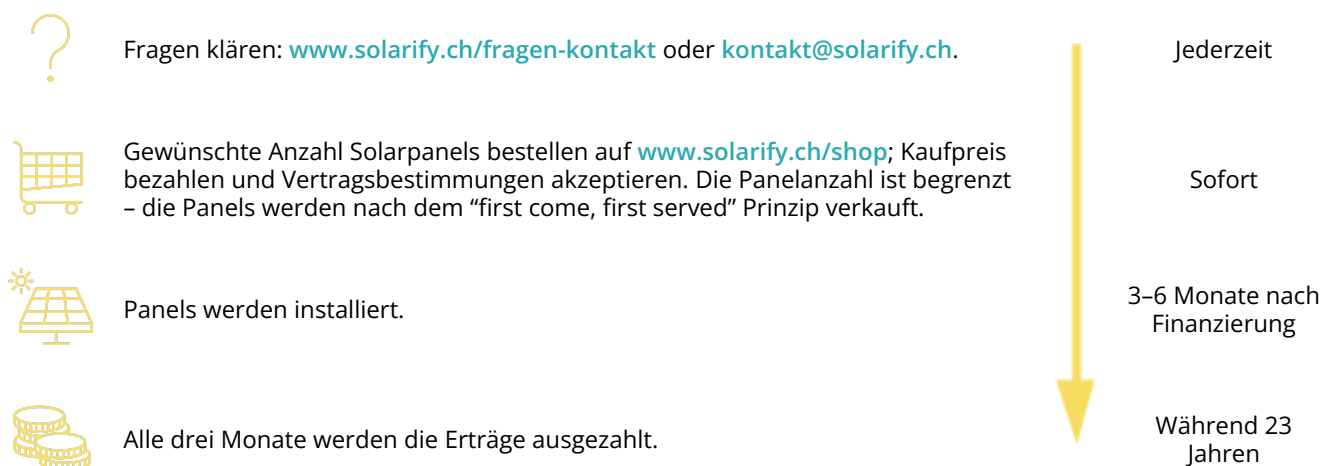 Fragen klären: www.solarify.ch/fragen-kontakt oder kontakt@solarify.ch.
Jederzeit
Gewünschte Anzahl Solarpanels bestellen auf www.solarify.ch/shop; Kaufpreis
bezahlen und Vertragsbestimmungen akzeptieren. Die Panelanzahl ist begrenzt
– die Panels werden nach dem “first come, first served” Prinzip verkauft.
Sofort
Panels werden installiert.
3–6 Monate nach
Finanzierung
Alle drei Monate werden die Erträge ausgezahlt.
Während 23
Jahren